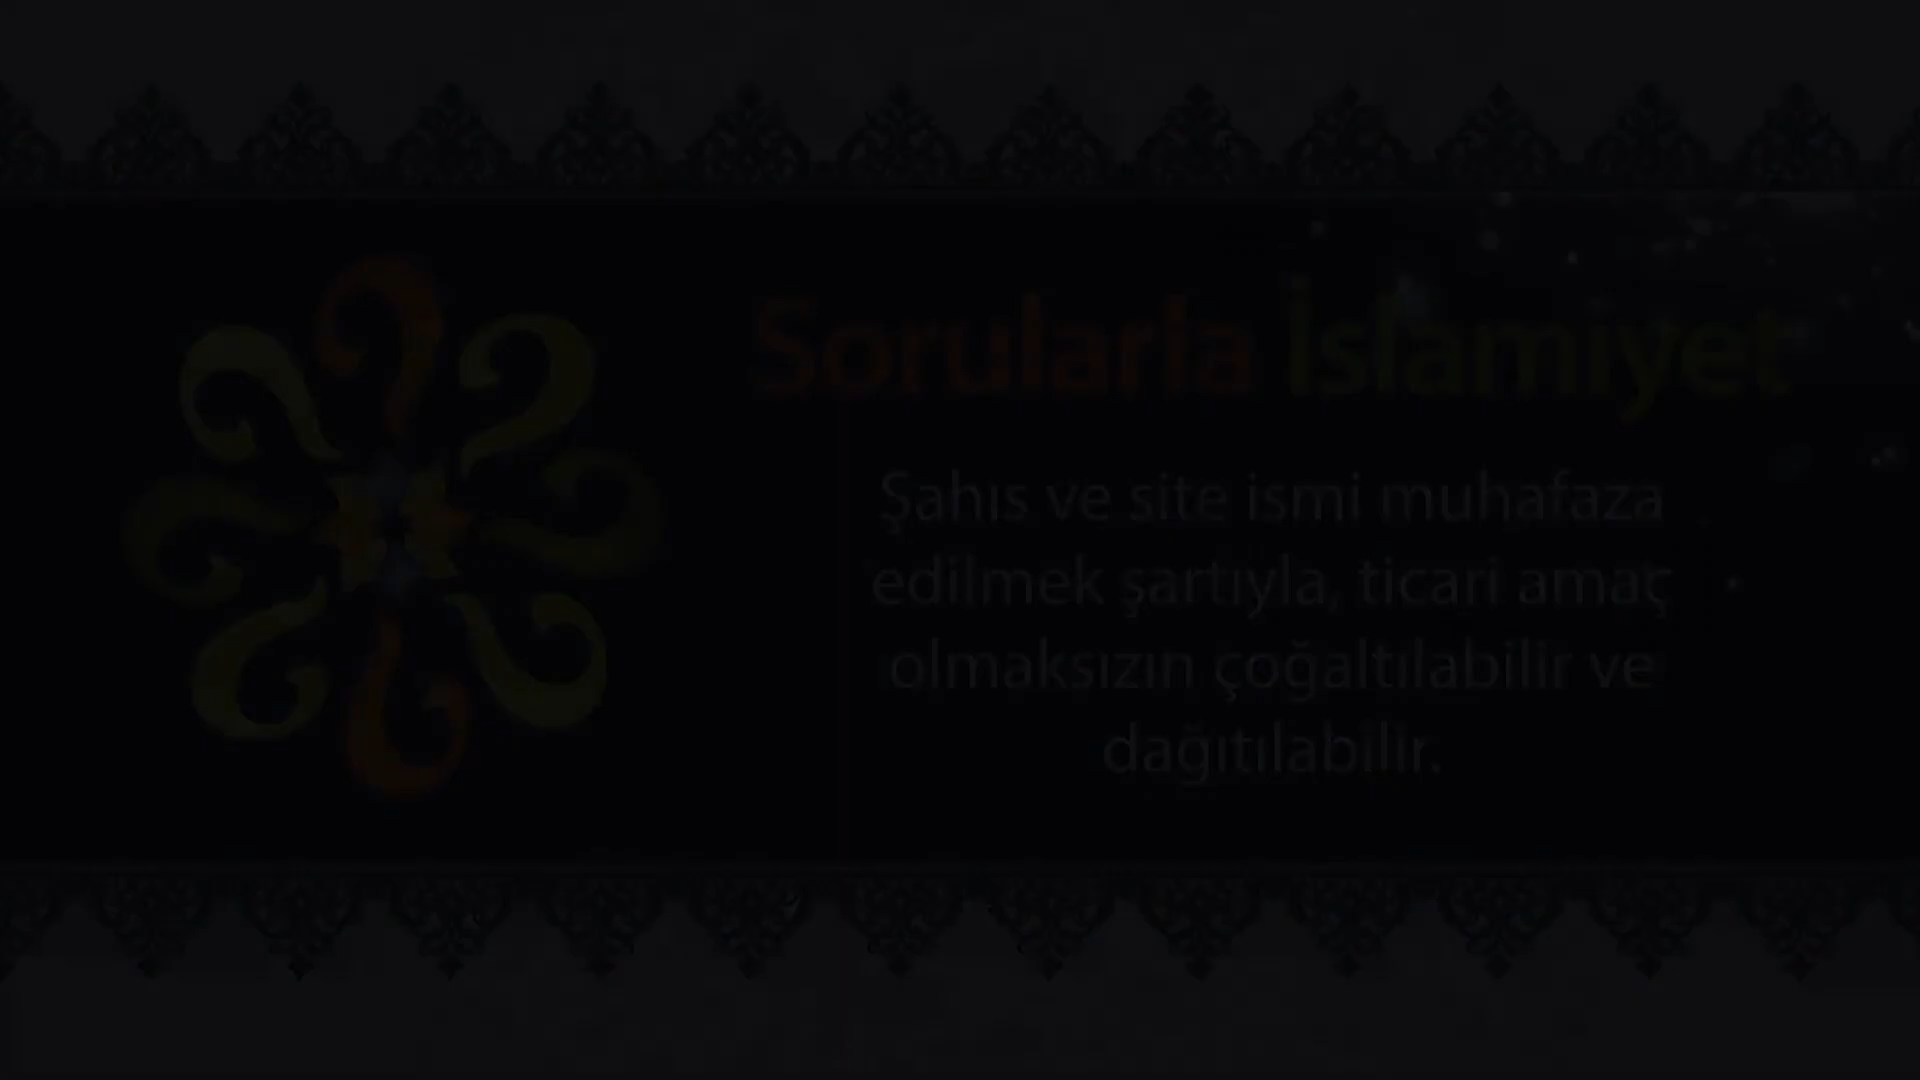 Sorularla İslamiyet
Şahıs ve site ismi muhafaza
edilmek şartıyla, ticari amaç
olmaksızın çoğaltılabilir ve
dağıtılabilir.